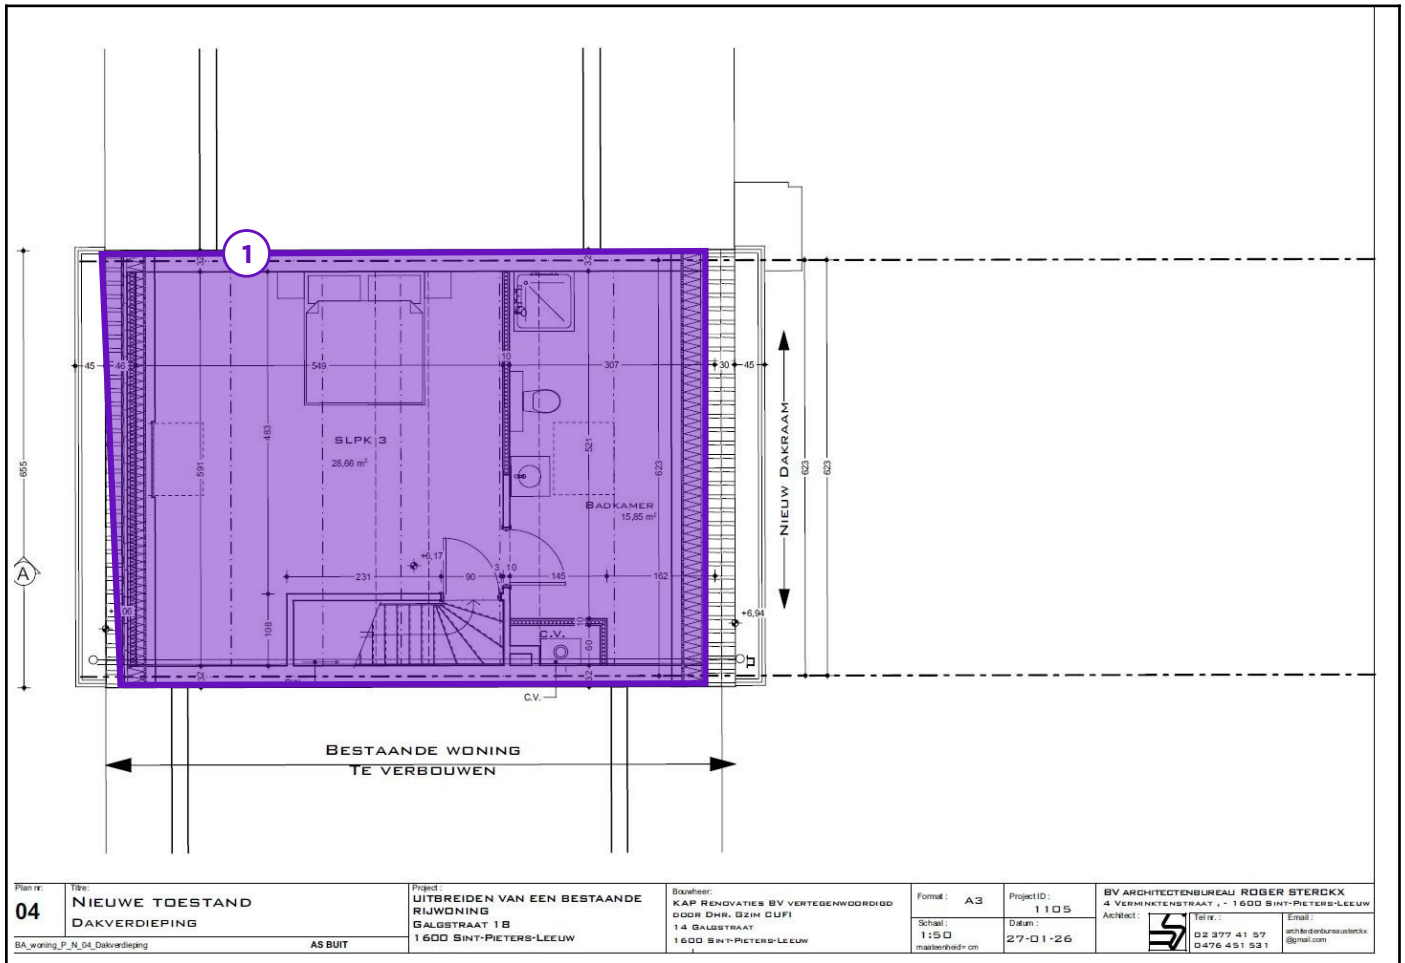 1
32
32
45
46
549
10
307
30
45
483
591
521
623
623
623
655
SLPK 3
28,66 m²
BADKAMER
15,85 m²
NIEUW DAKRAAM
+6,17
231
90
3
10
145
162
A
108
+6,94
10
60
C.V.
32
32
C.V.
BESTAANDE WONING
TE VERBOUWEN
Plan nr:
04
Titre:
NIEUWE TOESTAND
DAKVERDIEPING
BA_woning_P_N_04_Dakverdieping
AS BUIT
Project :
UITBREIDEN VAN EEN BESTAANDE
RIJWONING
GALGSTRAAT 18
1600 SINT-PIETERS-LEEUW
Bouwheer:
KAP RENOVATIES BV VERTEGENWOORDIGD
DOOR DHR. GZIM CUFI
14 GALGSTRAAT
1600 SINT-PIETERS-LEEUW
Format : A3
Schaal :
1:50
maateenheid= cm
Project ID :
1105
Datum :
27-01-26
BV ARCHITECTENBUREAU ROGER STERCKX
4 VERMINKTENSTRAAT , - 1600 SINT-PIETERS-LEEUW
Architect :
Tel nr. :
02 377 41 57
0476 451 531
Email :
architectenbureausterckx
@gmail.com